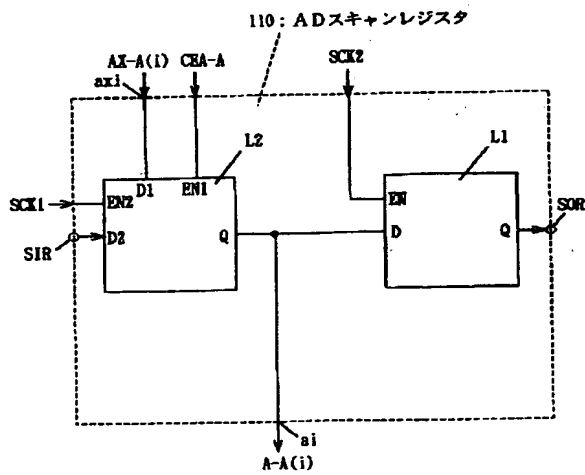 110：ADスキャンレジスタ
AX-A(i) CKA-A
axi
SCK2
L2
L1
D1 EN1
SCK1
EN2
EN
SIR
D2
Q
D
Q
SOR
ai
A-A(i)